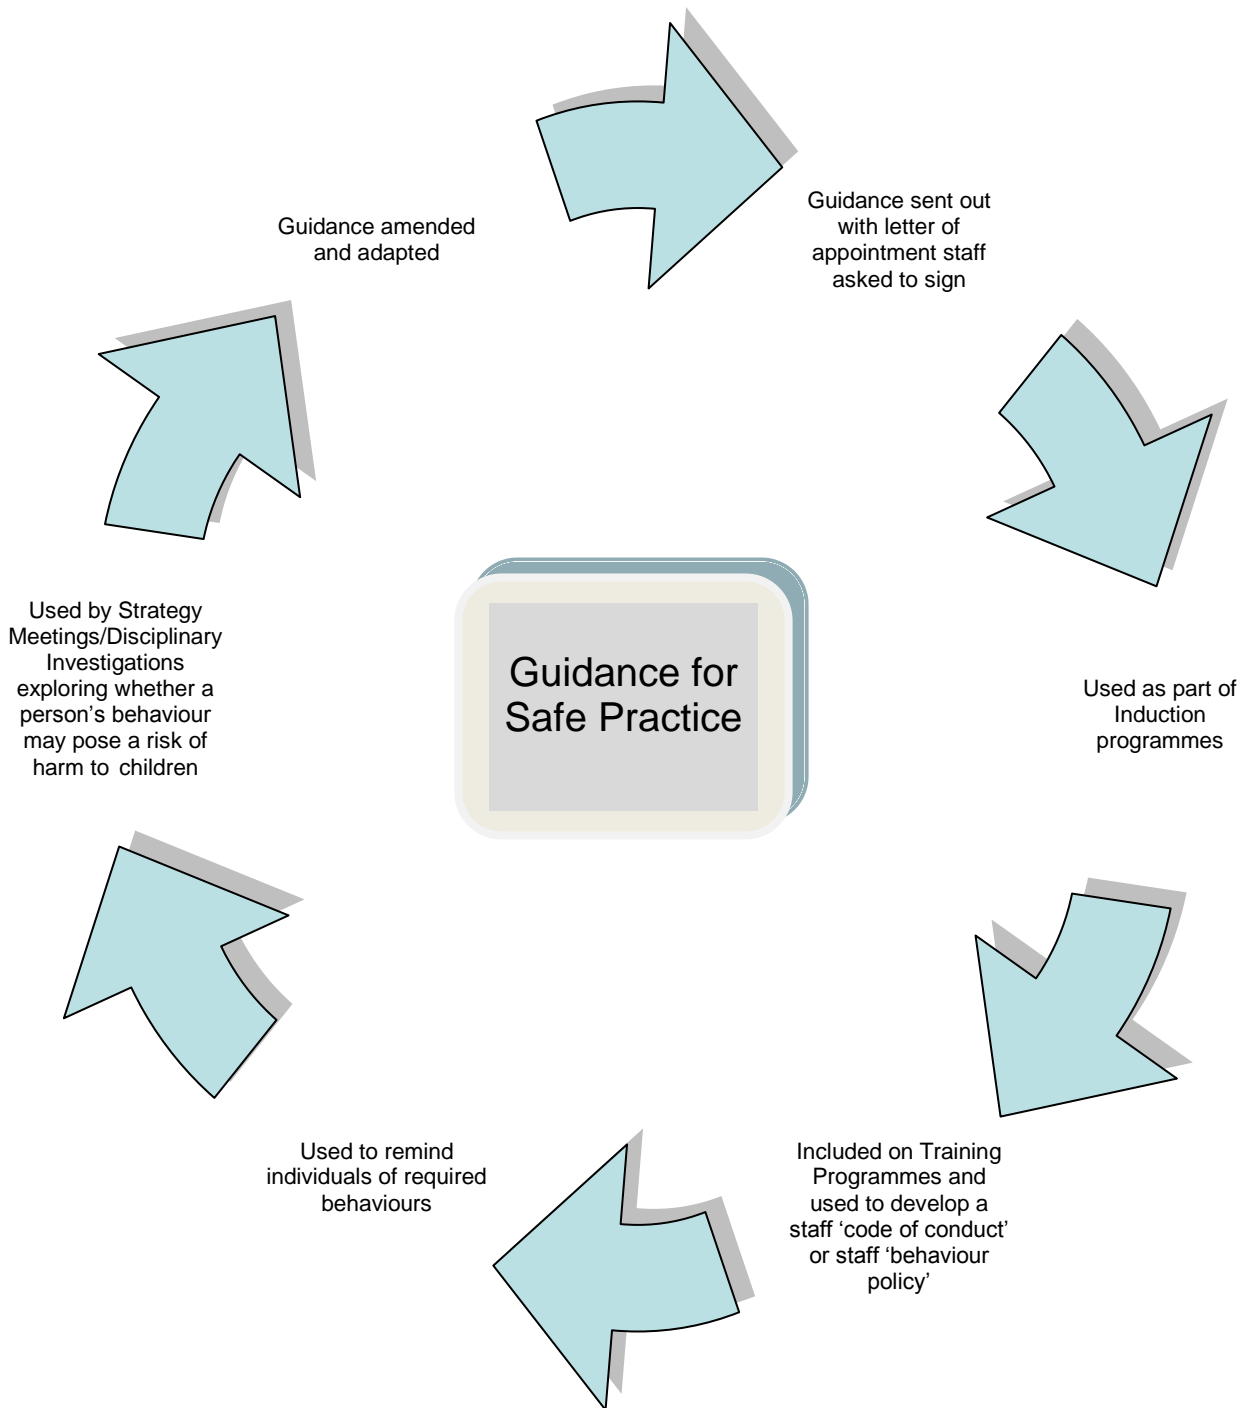 Guidance amended
and adapted
Guidance sent out
with letter of
appointment staff
asked to sign
Used by Strategy
Meetings/Disciplinary
Investigations
exploring whether a
person’s behaviour
may pose a risk of
harm to children
Guidance for
Safe Practice
Used as part of
Induction
programmes
Used to remind
individuals of required
behaviours
Included on Training
Programmes and
used to develop a
staff ‘code of conduct’
or staff ‘behaviour
policy’